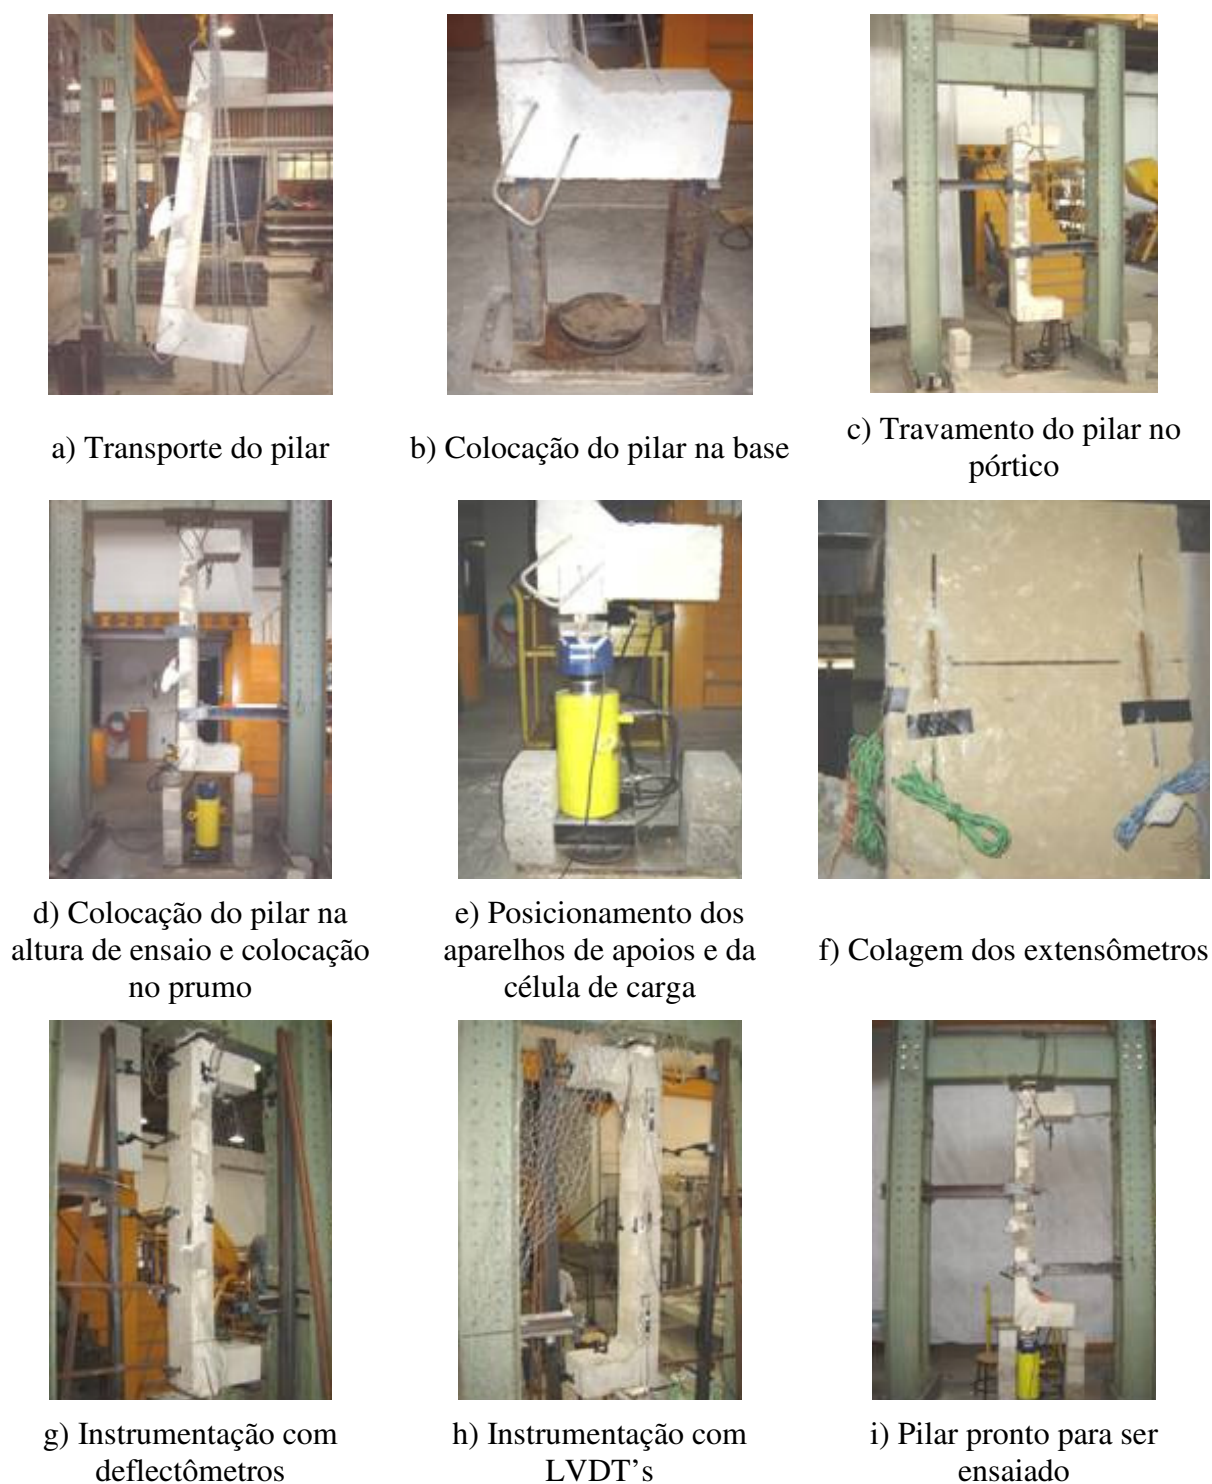 a) Transporte do pilar
b) Colocação do pilar na base
c) Travamento do pilar no
pórtico
d) Colocação do pilar na
altura de ensaio e colocação
no prumo
e) Posicionamento dos
aparelhos de apoios e da
célula de carga
f) Colagem dos extensômetros
g) Instrumentação com
deflectômetros
h) Instrumentação com
LVDT’s
i) Pilar pronto para ser
ensaiado